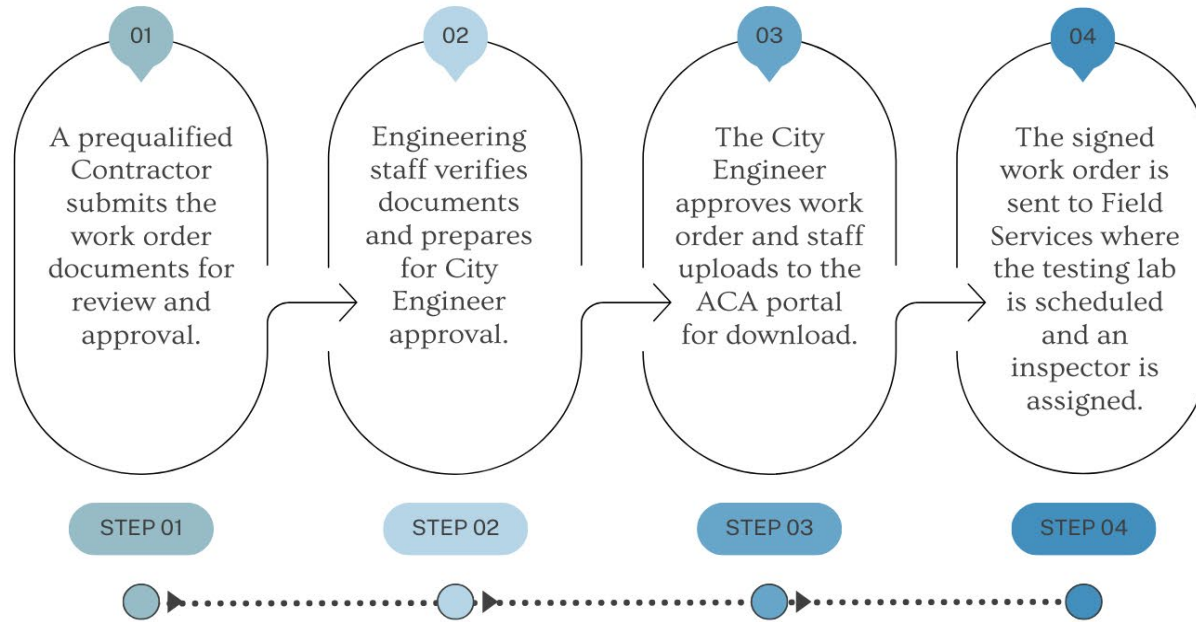 01
A prequalified
Contractor
submits the
work order
documents for
review and
approval.
STEP 01
02
Engineering
staff verifies
documents
and prepares
for City
Engineer
approval.
STEP 02
03
The City
Engineer
approves work
order and staff
uploads to the
ACA portal
for download.
STEP 03
04
The signed
work order is
sent to Field
Services where
the testing lab
is scheduled
and an
inspector is
assigned.
STEP 04